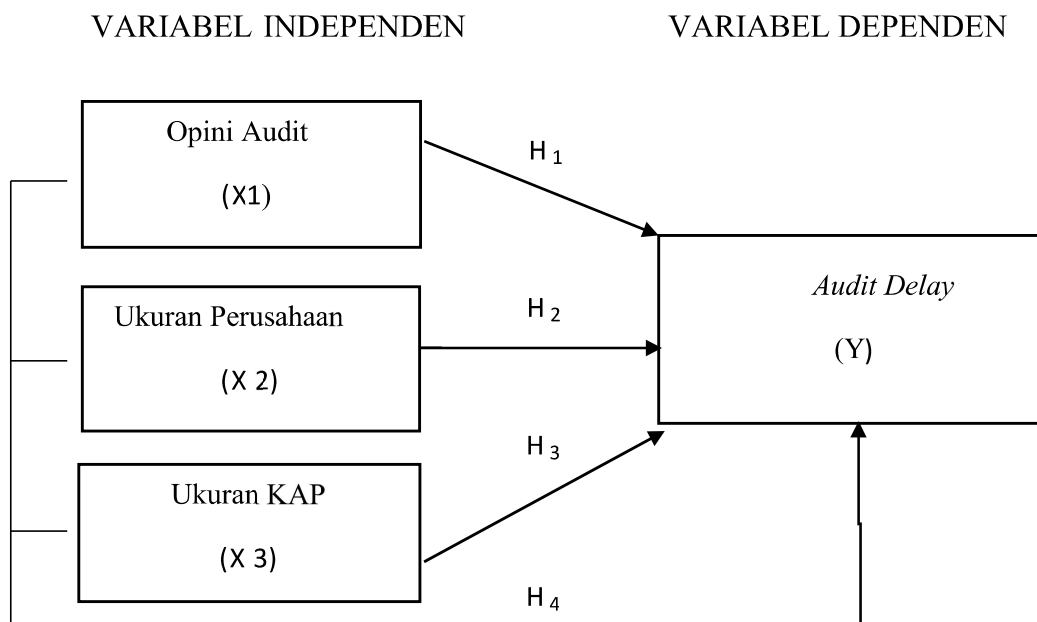 VARIABEL INDEPENDEN
VARIABEL DEPENDEN
Opini Audit
(X1)
H 1
Ukuran Perusahaan
(X 2)
H 2
Audit Delay
(Y)
Ukuran KAP
(X 3)
H 3
H 4